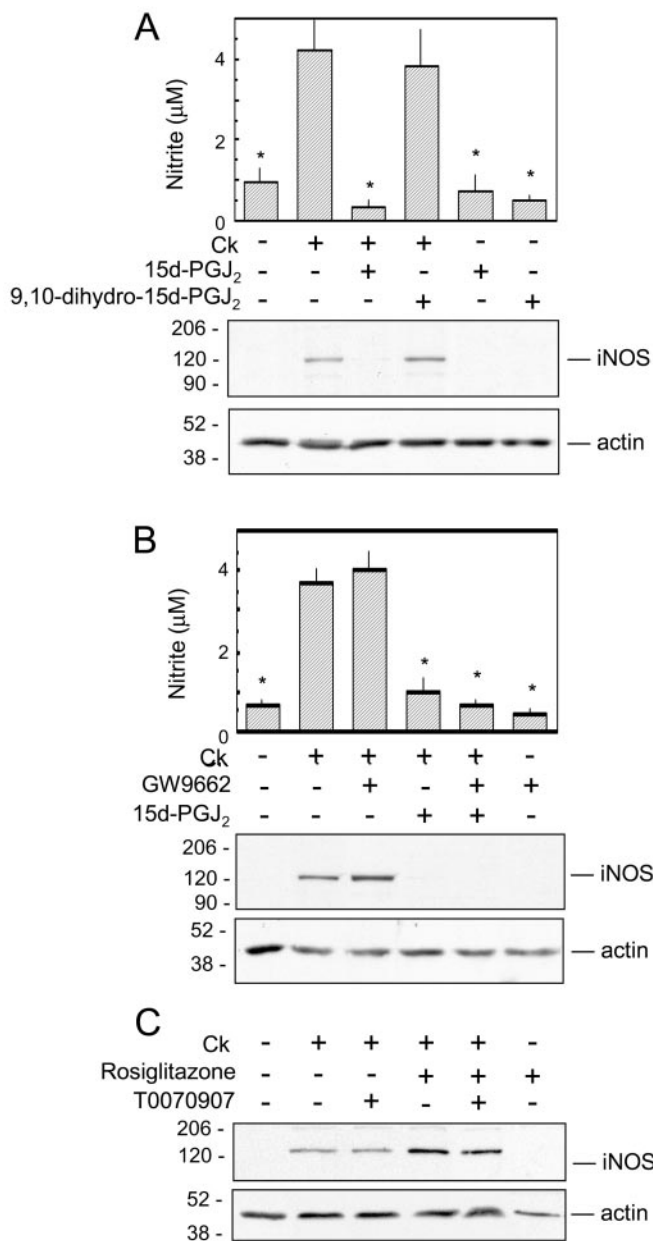 A
4
2
0
Nitrite (µM)
* * * *
Ck - + + + - -
15d-PGJ₂ - - + - + -
9,10-dihydro-15d-PGJ₂ - - - + - +
206 -
120 - — iNOS
90 -
52 -
— actin
38 -
B
4
2
0
Nitrite (µM)
* * * *
Ck - + + + + -
GW9662 - - + - + +
15d-PGJ₂ - - - + + -
206 -
120 - — iNOS
90 -
52 -
— actin
38 -
C
Ck - + + + + -
Rosiglitazone - - - + + +
T0070907 - - + - + -
206 -
120 -
— iNOS
52 -
— actin
38 -